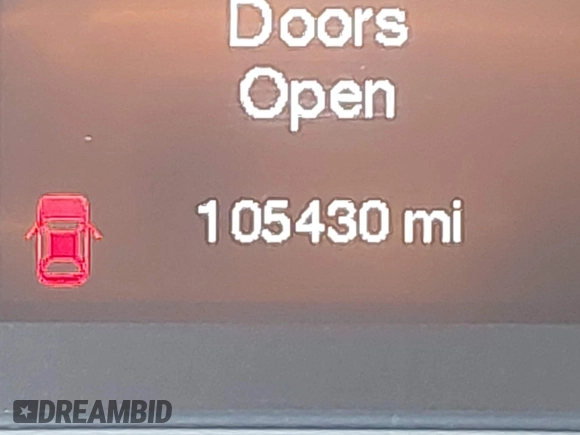 Doors
Open
105430 mi
DREAMBID